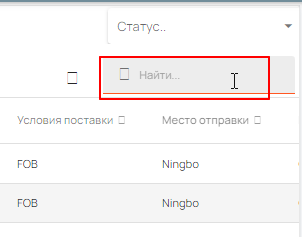 Статус..
Найти...
Условия поставки Место отправки
FOB Ningbo
FOB Ningbo